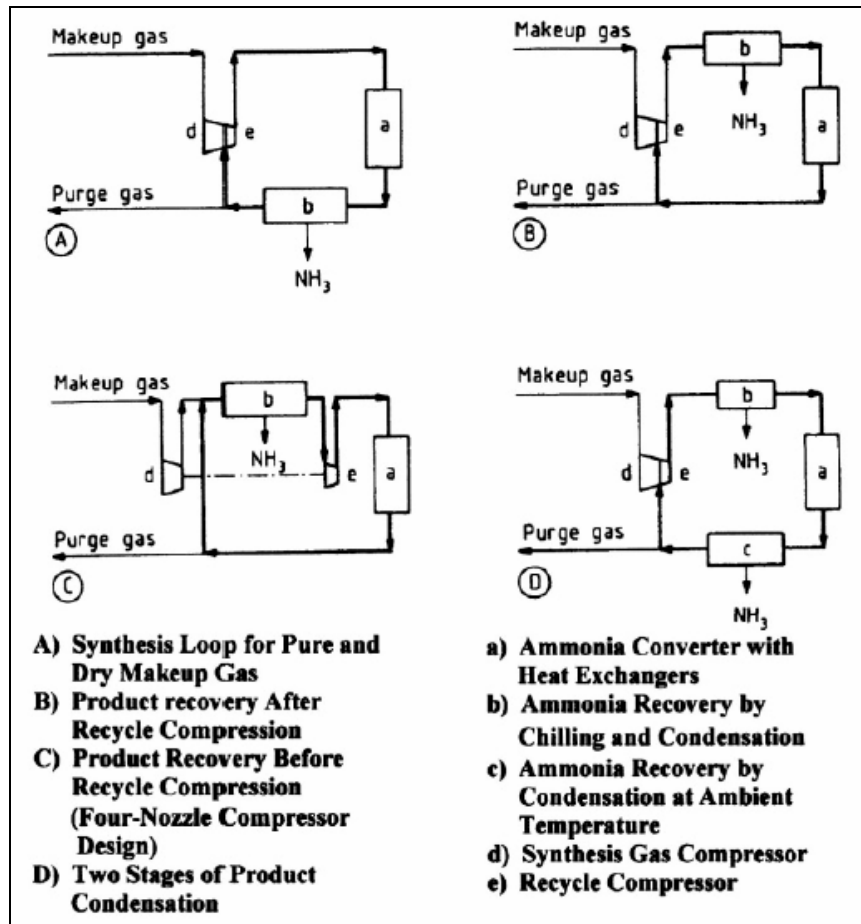 Makeup gas
d
e
a
Purge gas
b
A
NH3
Makeup gas
b
d
e
NH3
a
Purge gas
B
Makeup gas
b
d
NH3
e
a
Purge gas
C
Makeup gas
b
d
e
NH3
a
Purge gas
c
D
NH3
A) Synthesis Loop for Pure and
Dry Makeup Gas
B) Product recovery After
Recycle Compression
C) Product Recovery Before
Recycle Compression
(Four-Nozzle Compressor
Design)
D) Two Stages of Product
Condensation
a) Ammonia Converter with
Heat Exchangers
b) Ammonia Recovery by
Chilling and Condensation
c) Ammonia Recovery by
Condensation at Ambient
Temperature
d) Synthesis Gas Compressor
e) Recycle Compressor